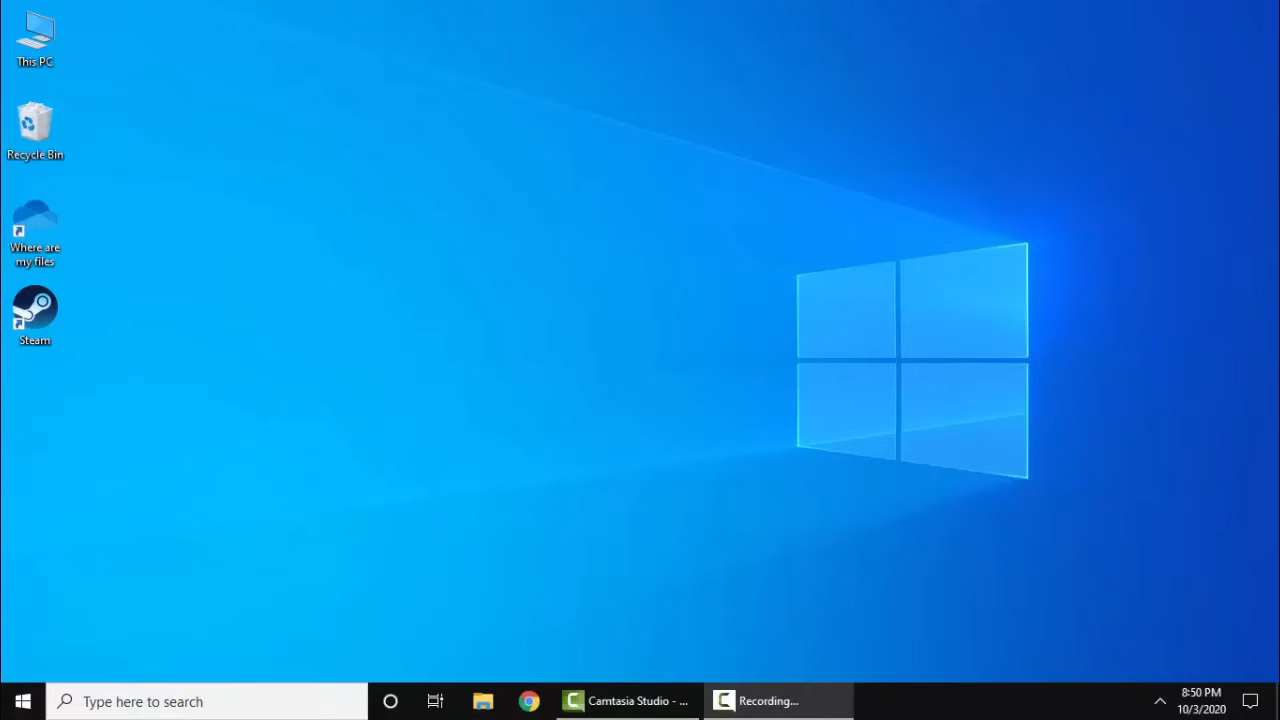 This PC
Recycle Bin
Where are
my files
Steam
Type here to search
Camtasia Studio - ...
Recording...
8:50 PM
10/3/2020